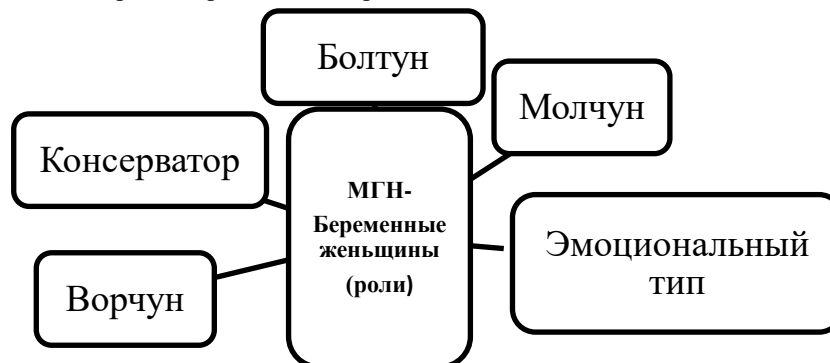 Болтун
Молчун
Консерватор
МГН-
Беременные
женщины
(роли)
Эмоциональный
тип
Ворчун